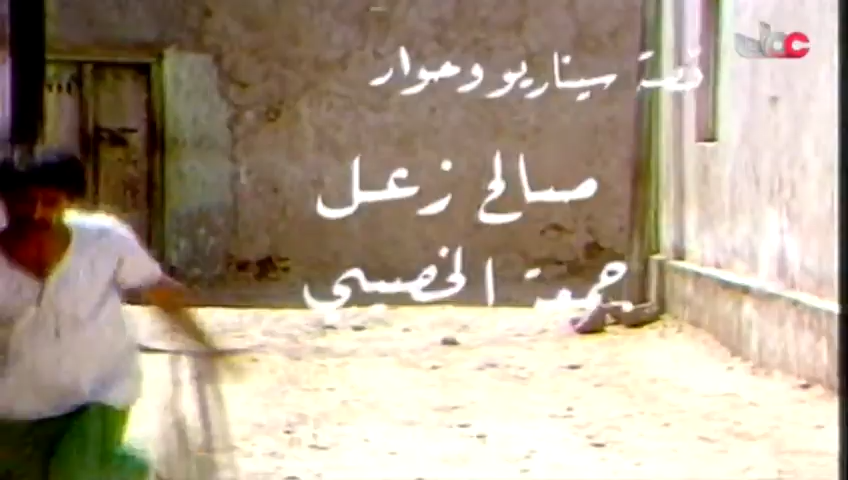 قصة سيناريو وحوار
صالح زعل
جمعة الخصيبي